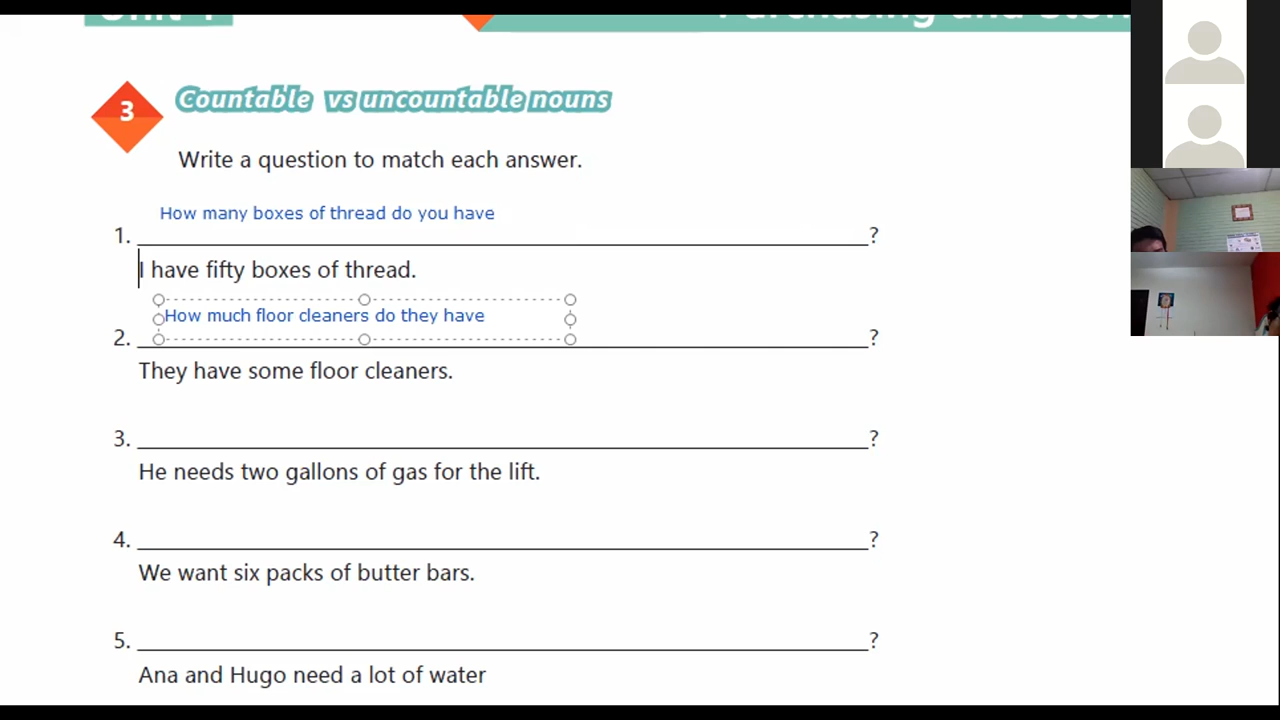 3
Countable vs uncountable nouns
Write a question to match each answer.
How many boxes of thread do you have
1. ?
I have fifty boxes of thread.
How much floor cleaners do they have
2. ?
They have some floor cleaners.
3. ?
He needs two gallons of gas for the lift.
4. ?
We want six packs of butter bars.
5. ?
Ana and Hugo need a lot of water